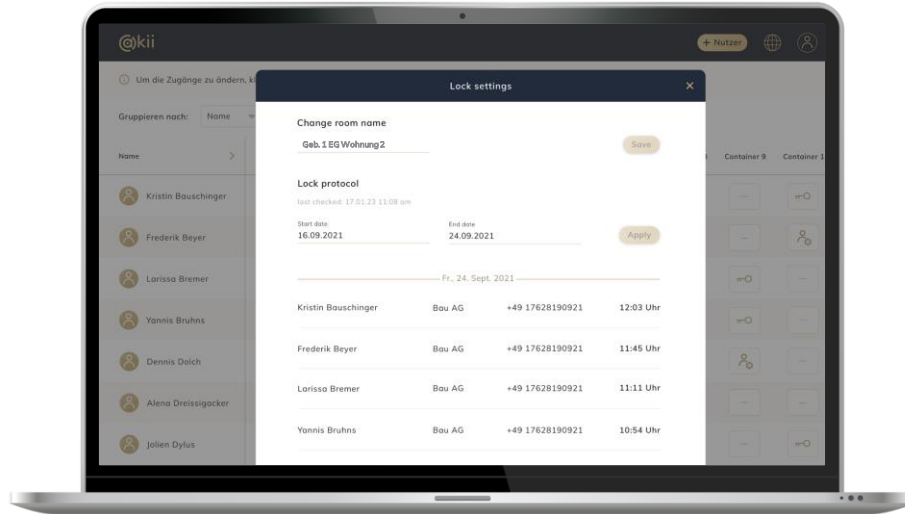 akii
+ Nutzer
Um die Zugänge zu ändern, kl
Lock settings
×
Gruppieren nach: Name
Change room name
Geb. 1 EG Wohnung 2
Save
Name
Container 9
Container 1
Lock protocol
last checked: 17.01.23 11:08 am
Start date
End date
16.09.2021
24.09.2021
Apply
Fr., 24. Sept. 2021
Kristin Bauschinger Bau AG +49 17628190921 12:03 Uhr
Frederik Beyer Bau AG +49 17628190921 11:45 Uhr
Larissa Bremer Bau AG +49 17628190921 11:11 Uhr
Yannis Bruhns Bau AG +49 17628190921 10:54 Uhr
Kristin Bauschinger
Frederik Beyer
Larissa Bremer
Yannis Bruhns
Dennis Dolch
Alena Dreissigacker
Jolien Dylus